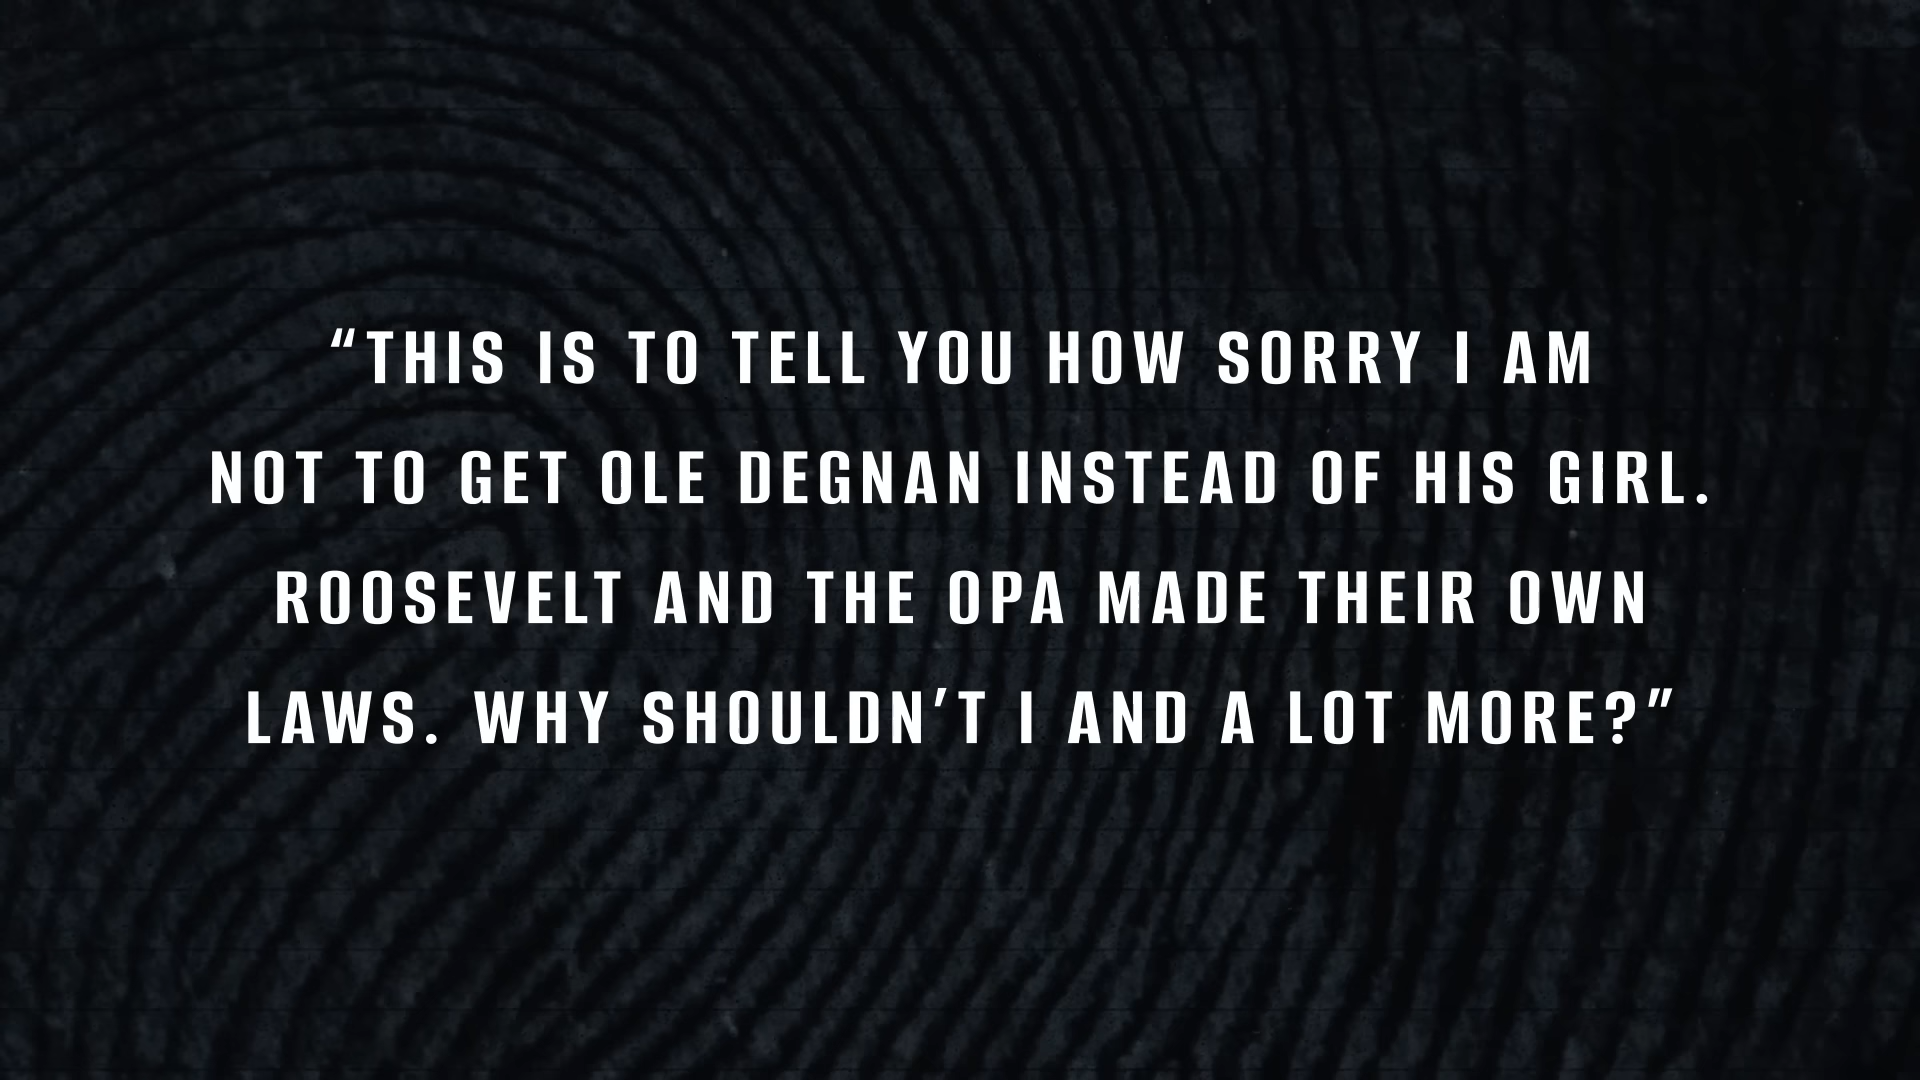 “THIS IS TO TELL YOU HOW SORRY I AM
NOT TO GET OLE DEGNAN INSTEAD OF HIS GIRL.
ROOSEVELT AND THE OPA MADE THEIR OWN
LAWS. WHY SHOULDN’T I AND A LOT MORE?”